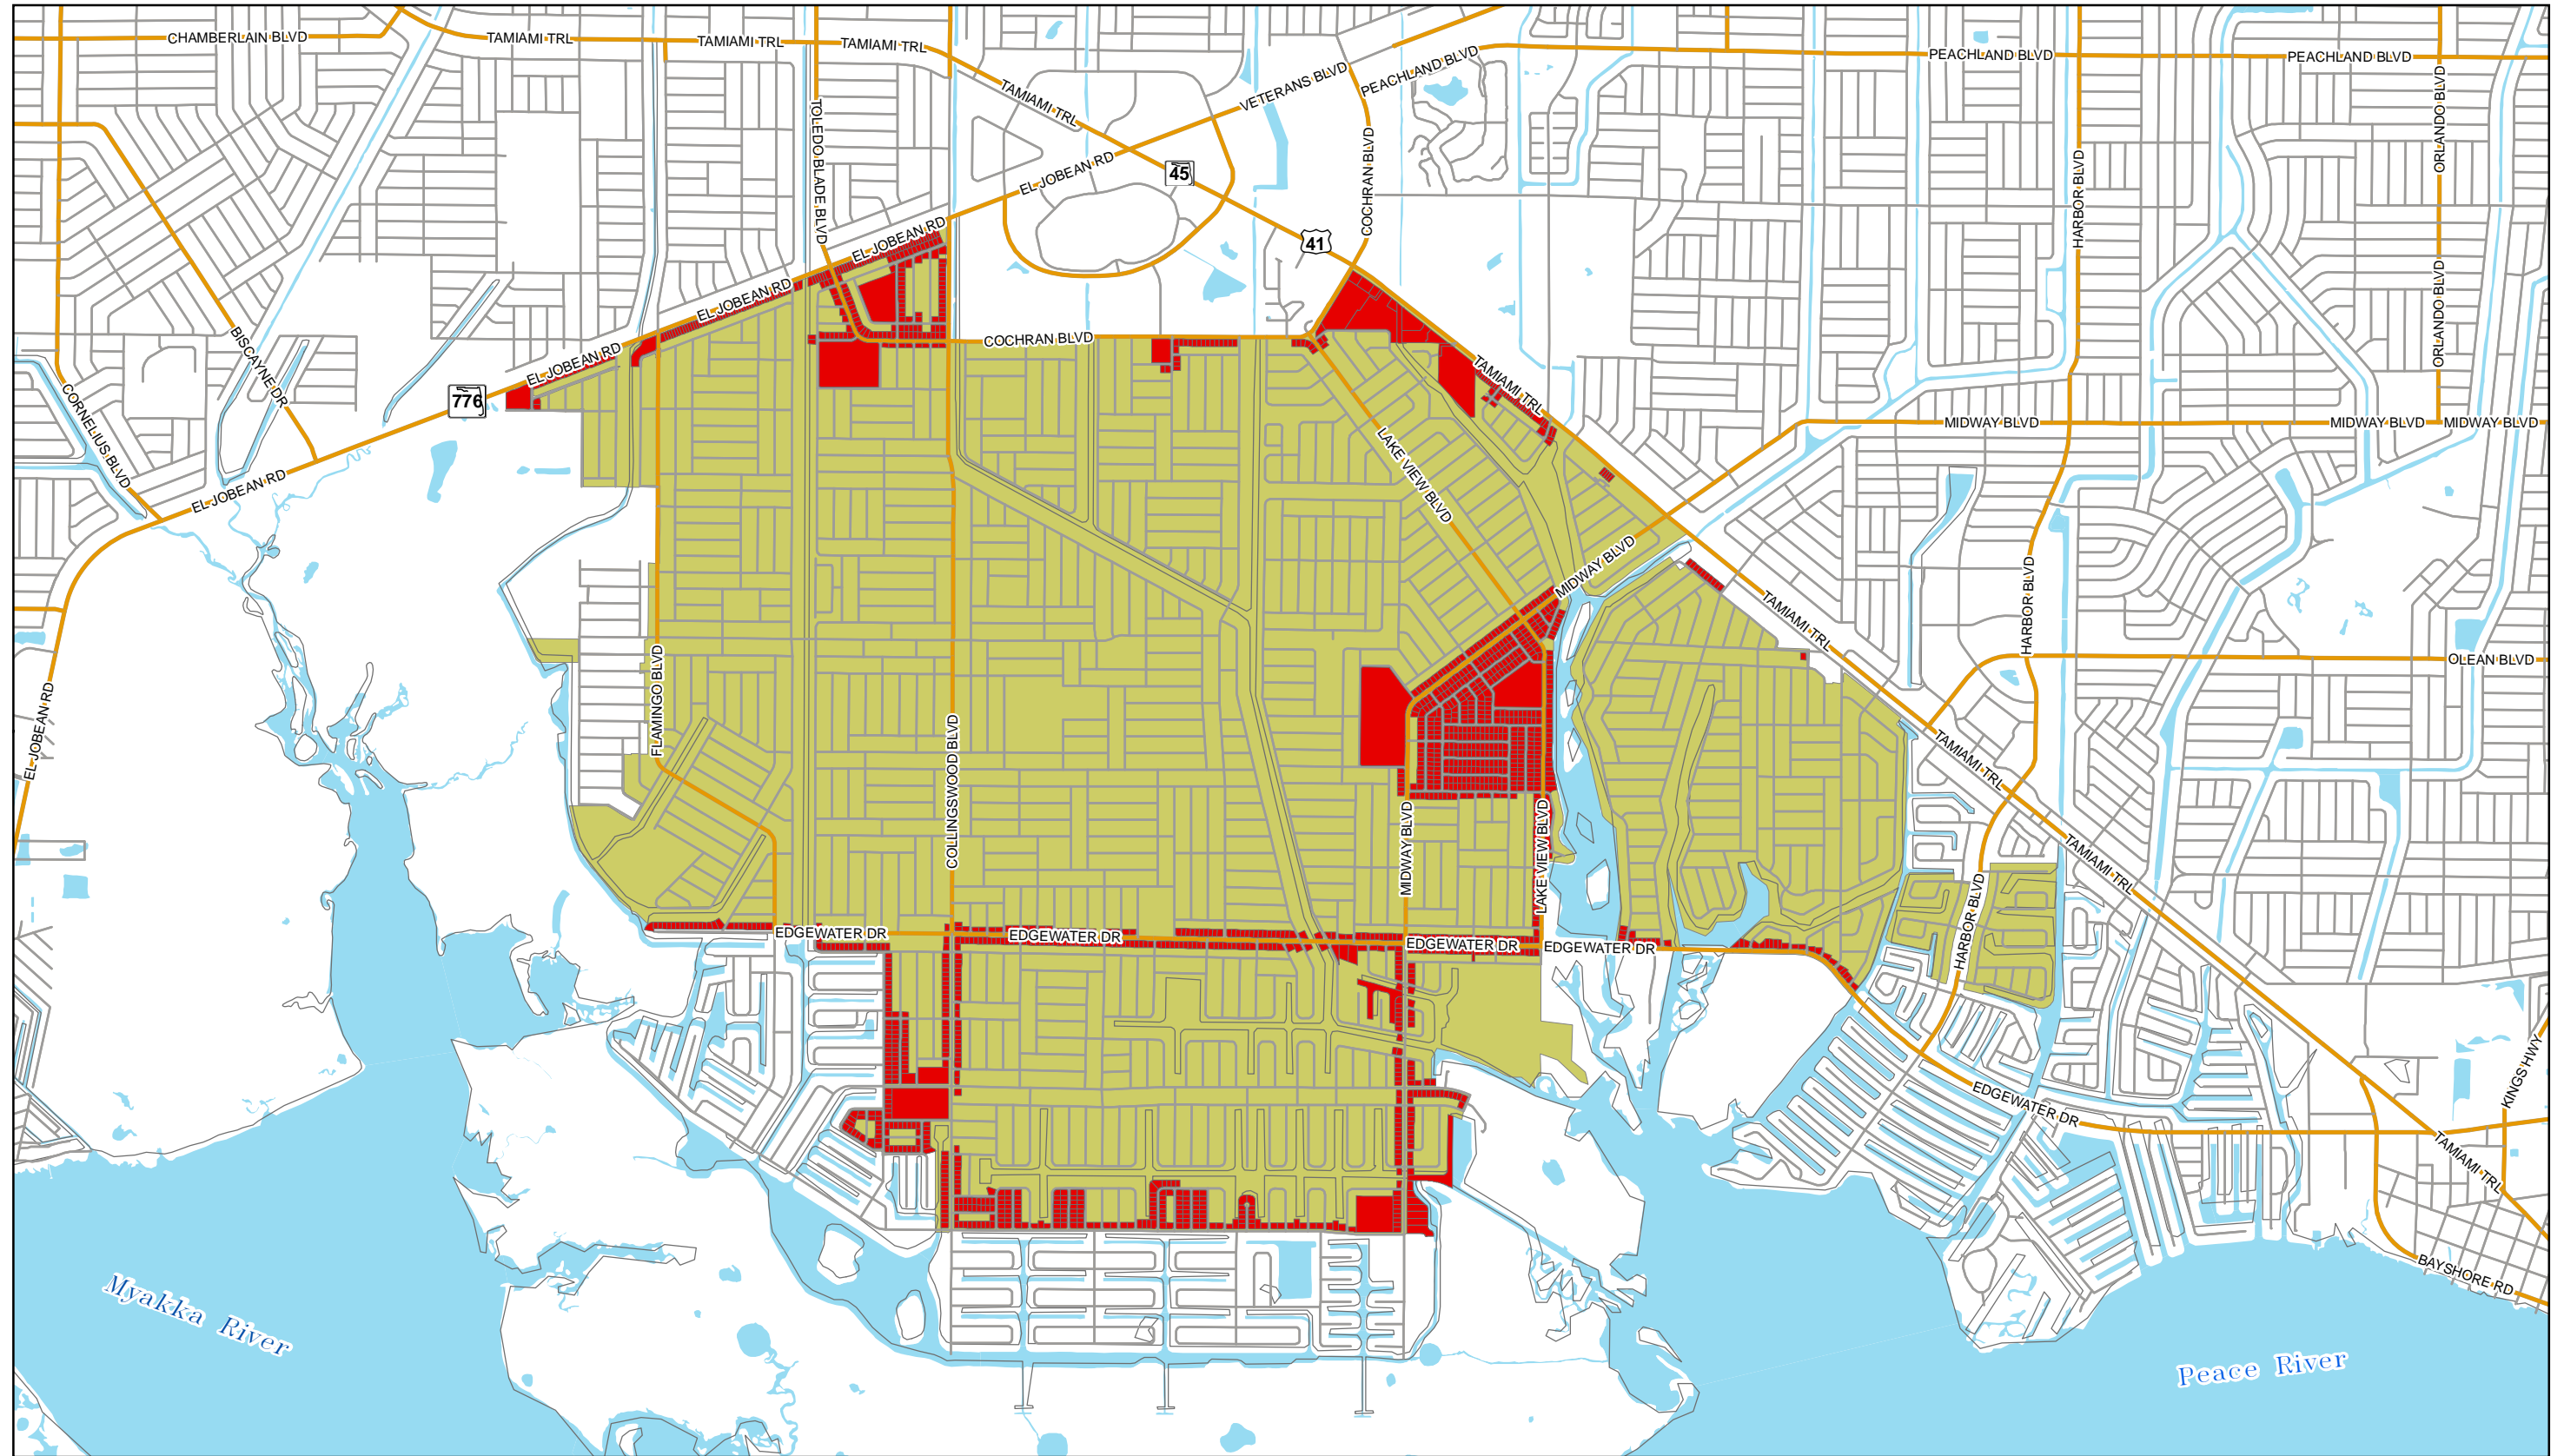 CHAMBERLAIN BLVD
TAMIAMI TRL
TAMIAMI TRL
TAMIAMI TRL
TAMIAMI TRL
VETERANS BLVD
PEACHLAND BLVD
PEACHLAND BLVD
PEACHLAND BLVD
ORLANDO BLVD
TOLEDO BLADE BLVD
COCHRAN BLVD
HARBOR BLVD
EL JOBEAN RD
45
EL JOBEAN RD
41
EL JOBEAN RD
ORLANDO BLVD
BISCAYNE DR
EL JOBEAN RD
COCHRAN BLVD
TAMIAMI TRL
776
CORNELIUS BLVD
LAKE VIEW BLVD
MIDWAY BLVD
MIDWAY BLVD
MIDWAY BLVD
EL JOBEAN RD
MIDWAY BLVD
HARBOR BLVD
TAMIAMI TRL
OLEAN BLVD
FLAMINGO BLVD
EL JOBEAN RD
COLLINGSWOOD BLVD
TAMIAMI TRL
MIDWAY BLVD
LAKE VIEW BLVD
TAMIAMI TRL
HARBOR BLVD
EDGEWATER DR
EDGEWATER DR
EDGEWATER DR
EDGEWATER DR
KINGS HWY
EDGEWATER DR
TAMIAMI TRL
BAYSHORE RD
Myakka River
Peace River